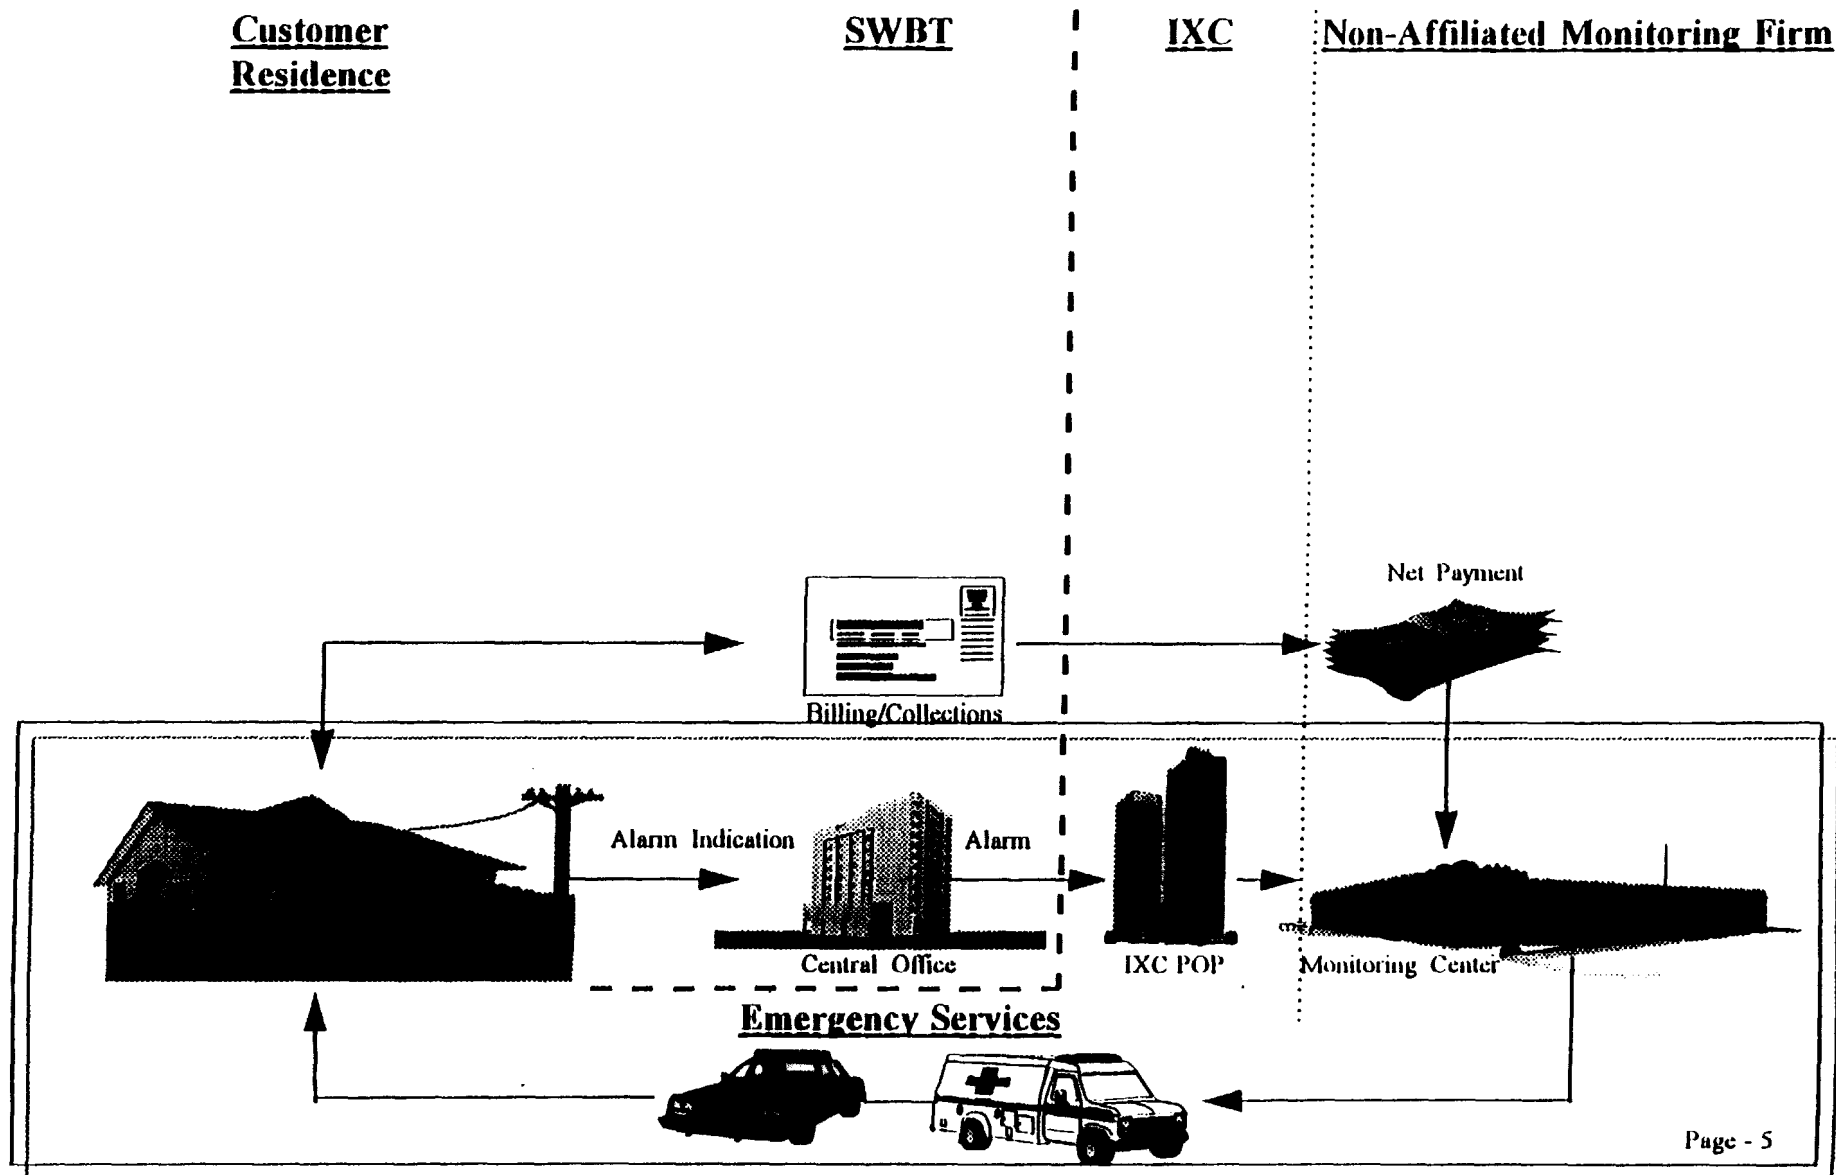 Customer
Residence
SWBT
IXC
Non-Affiliated Monitoring Firm
Net Payment
Billing/Collections
Alarm Indication
Alarm
Central Office
IXC POP
Monitoring Center
Emergency Services
Page - 5